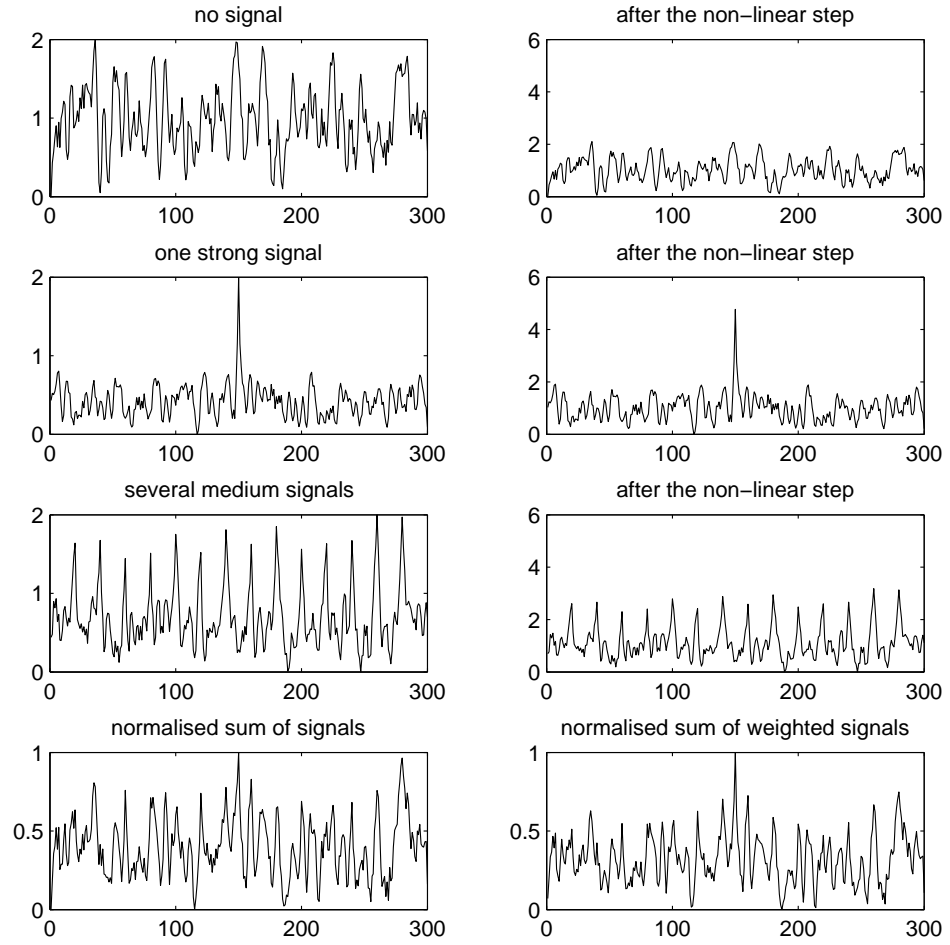 no signal
after the non−linear step
2
1
0
0 100 200 300
6
4
2
0
0 100 200 300
one strong signal
after the non−linear step
2
1
0
0 100 200 300
6
4
2
0
0 100 200 300
several medium signals
after the non−linear step
2
1
0
0 100 200 300
6
4
2
0
0 100 200 300
normalised sum of signals
normalised sum of weighted signals
1
0.5
0
0 100 200 300
1
0.5
0
0 100 200 300